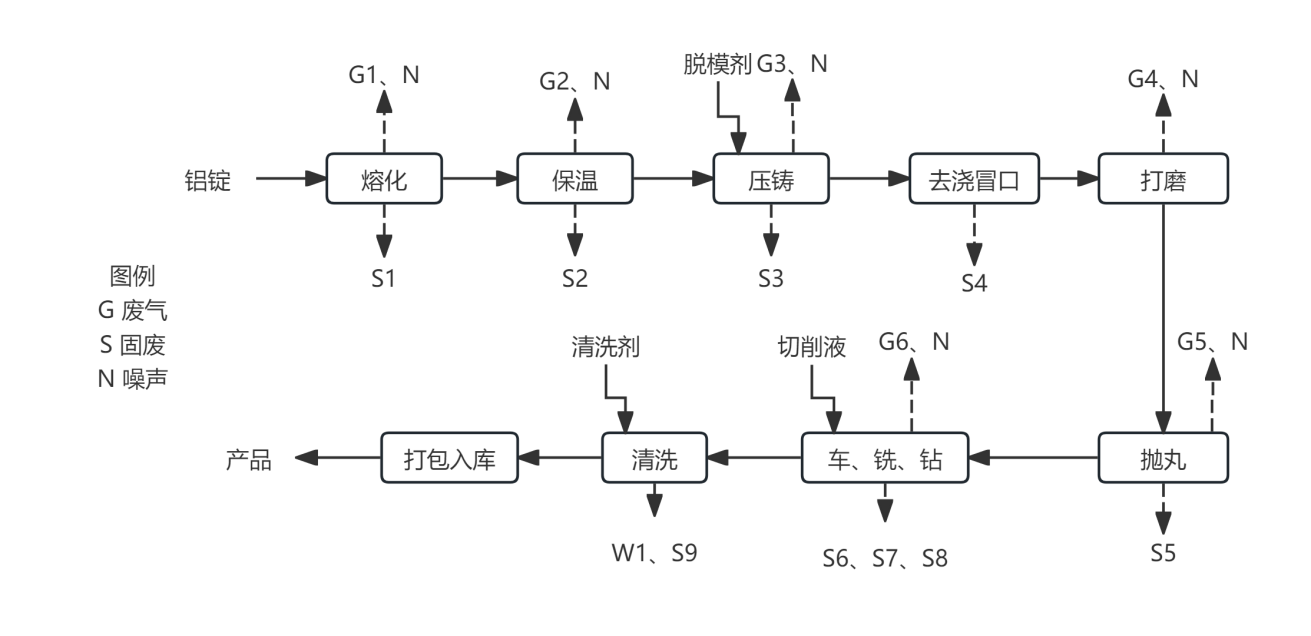 脱模剂 G3、N
G1、N
G2、N
G4、N
铝锭
熔化
保温
压铸
去浇冒口
打磨
S1
S2
S3
S4
图例
G 废气
S 固废
N 噪声
清洗剂
切削液
G6、N
G5、N
产品
打包入库
清洗
车、铣、钻
抛丸
W1、S9
S6、S7、S8
S5